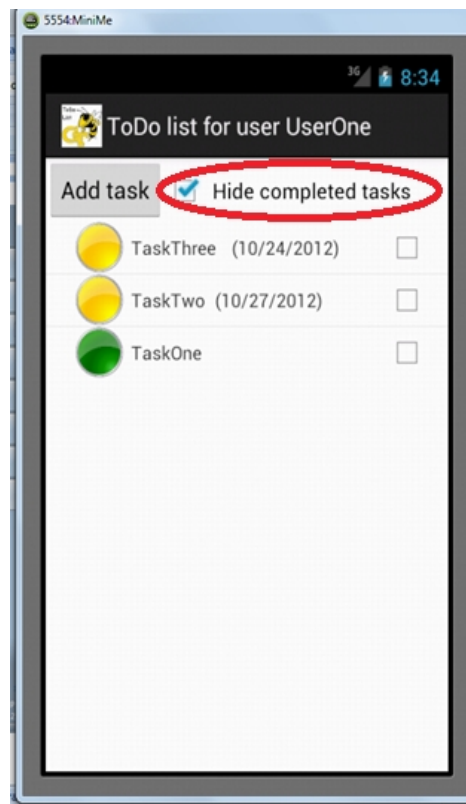 5554:MiniMe
3G 8:34
ToDo list for user UserOne
Add task Hide completed tasks
TaskThree (10/24/2012)
TaskTwo (10/27/2012)
TaskOne